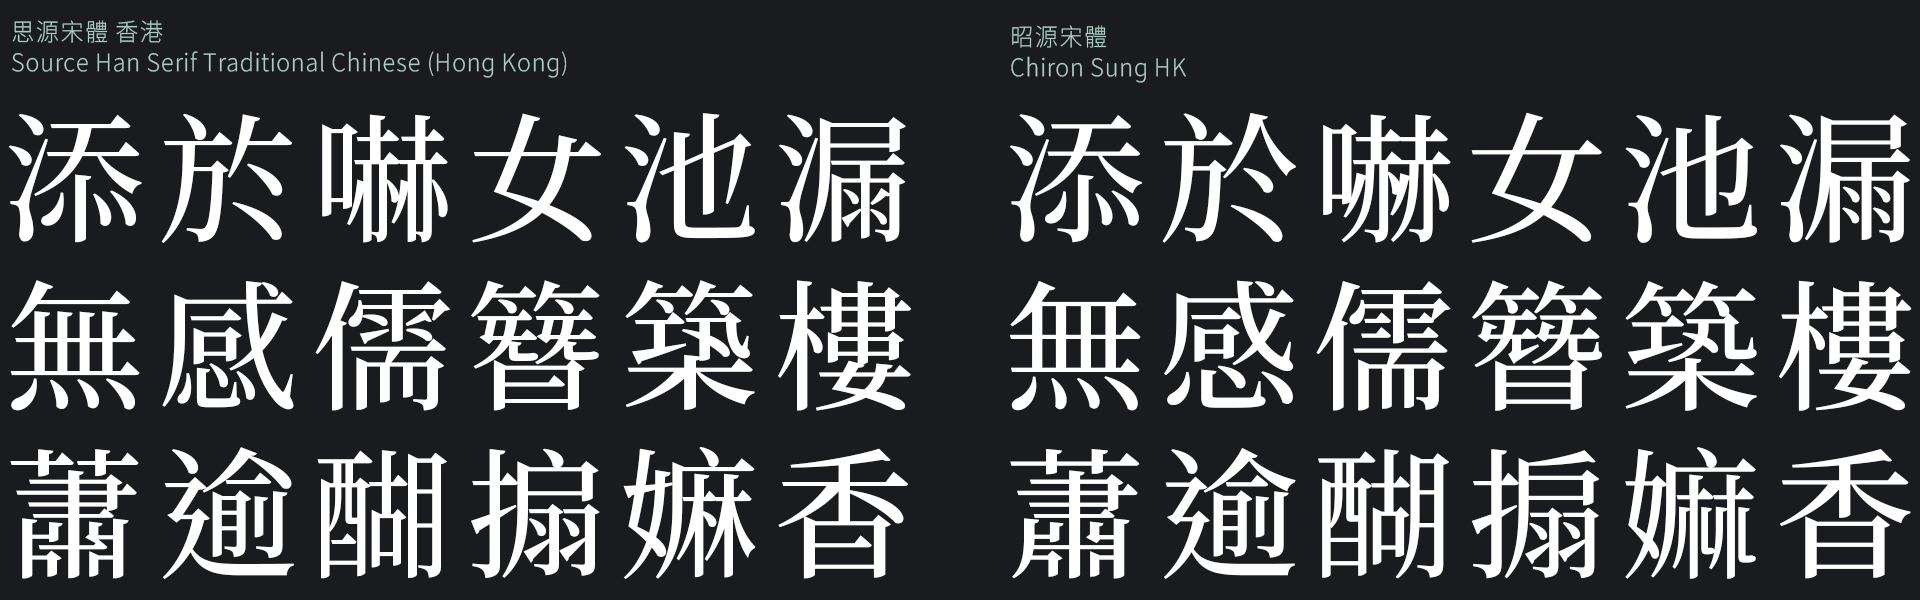 思源宋體 香港
Source Han Serif Traditional Chinese (Hong Kong)
添於嚇女池漏
無感儒簪築樓
蕭逾醐搧嫲香
昭源宋體
Chiron Sung HK
添於嚇女池漏
無感儒簪築樓
蕭逾醐搧嫲香